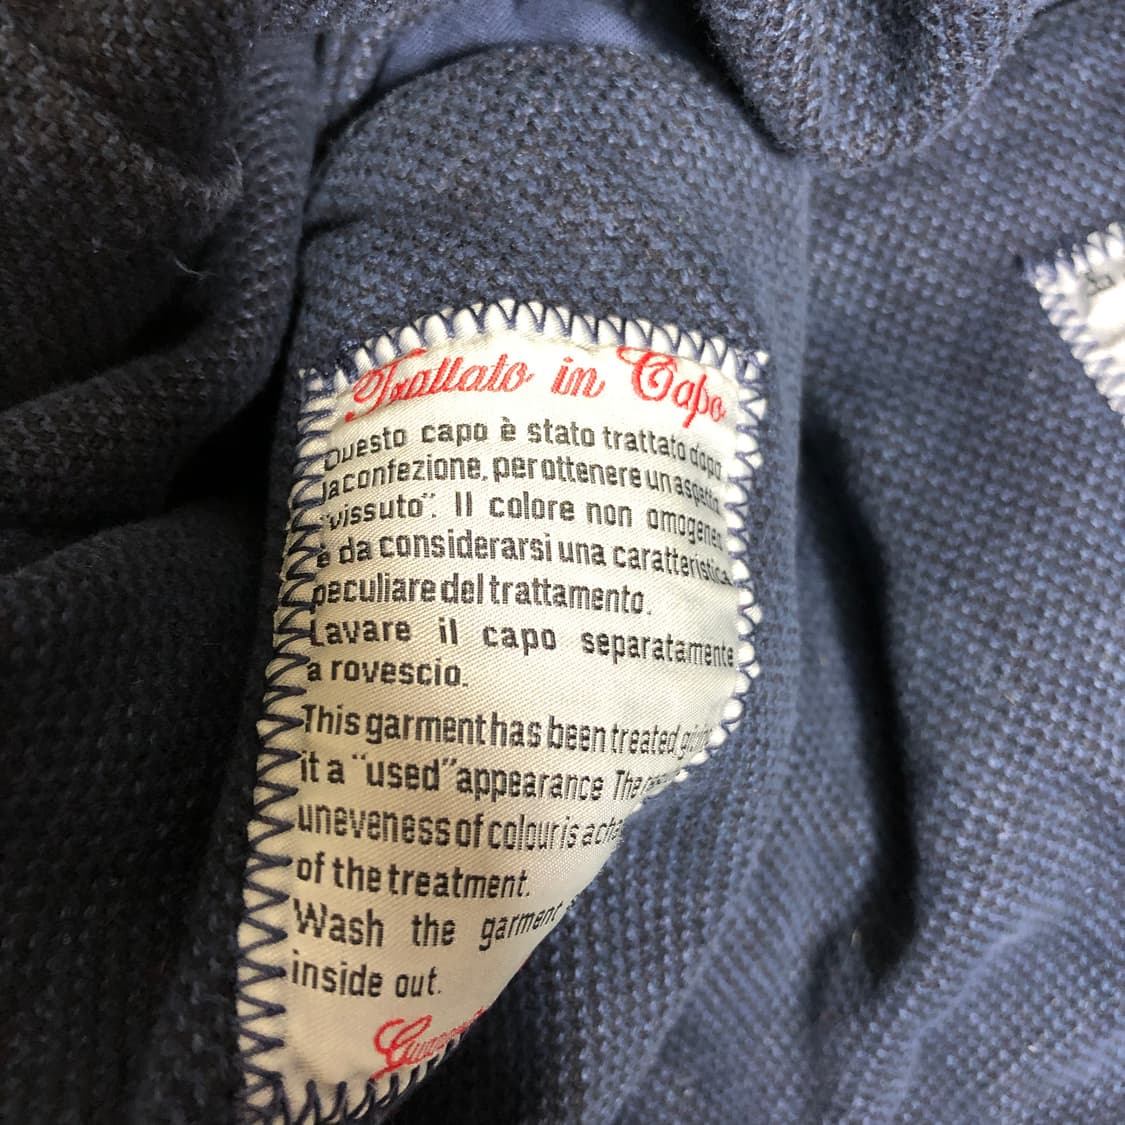 Trattato in Capo
Questo capo è stato trattato dopo
la confezione, per ottenere un aspetto
"vissuto". Il colore non omogeneo
è da considerarsi una caratteristica
peculiare del trattamento.
Lavare il capo separatamente
a rovescio.
This garment has been treated
it a "used" appearance The
uneveness of colour is a
of the treatment.
Wash the garment
inside out.